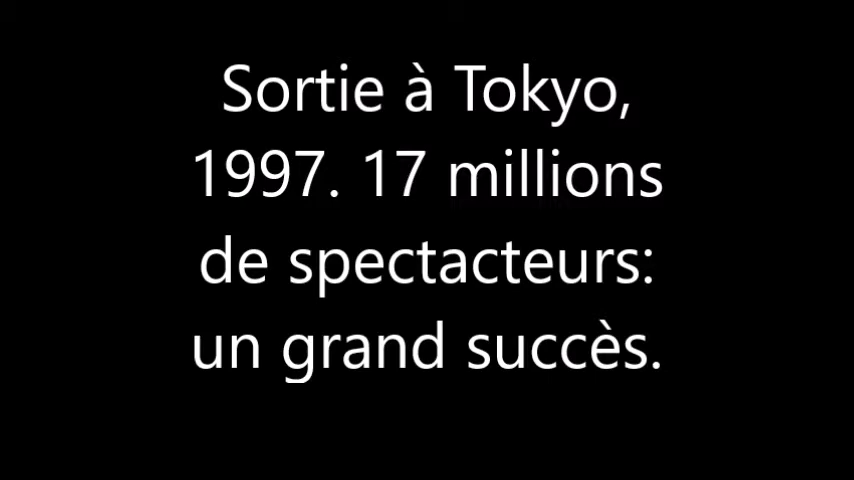 Sortie à Tokyo,
1997. 17 millions
de spectacteurs:
un grand succès.